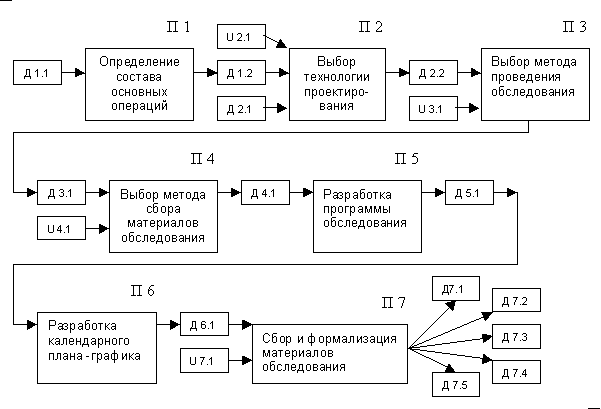 П 1
П 2
П 3
U 2.1
Д 1.1
Определение
состава
основных
операций
Д 1.2
Д 2.1
Выбор
технологии
проектиро-
вания
Д 2.2
U 3.1
Выбор метода
проведения
обследования
П 4
П 5
Д 3.1
U 4.1
Выбор метода
сбора
материалов
обследования
Д 4.1
Разработка
программы
обследования
Д 5.1
П 6
П 7
Разработка
календарного
плана -графика
Д 6.1
U 7.1
Сбор и формализация
материалов
обследования
Д7.1
Д 7.2
Д 7.3
Д 7.4
Д 7.5